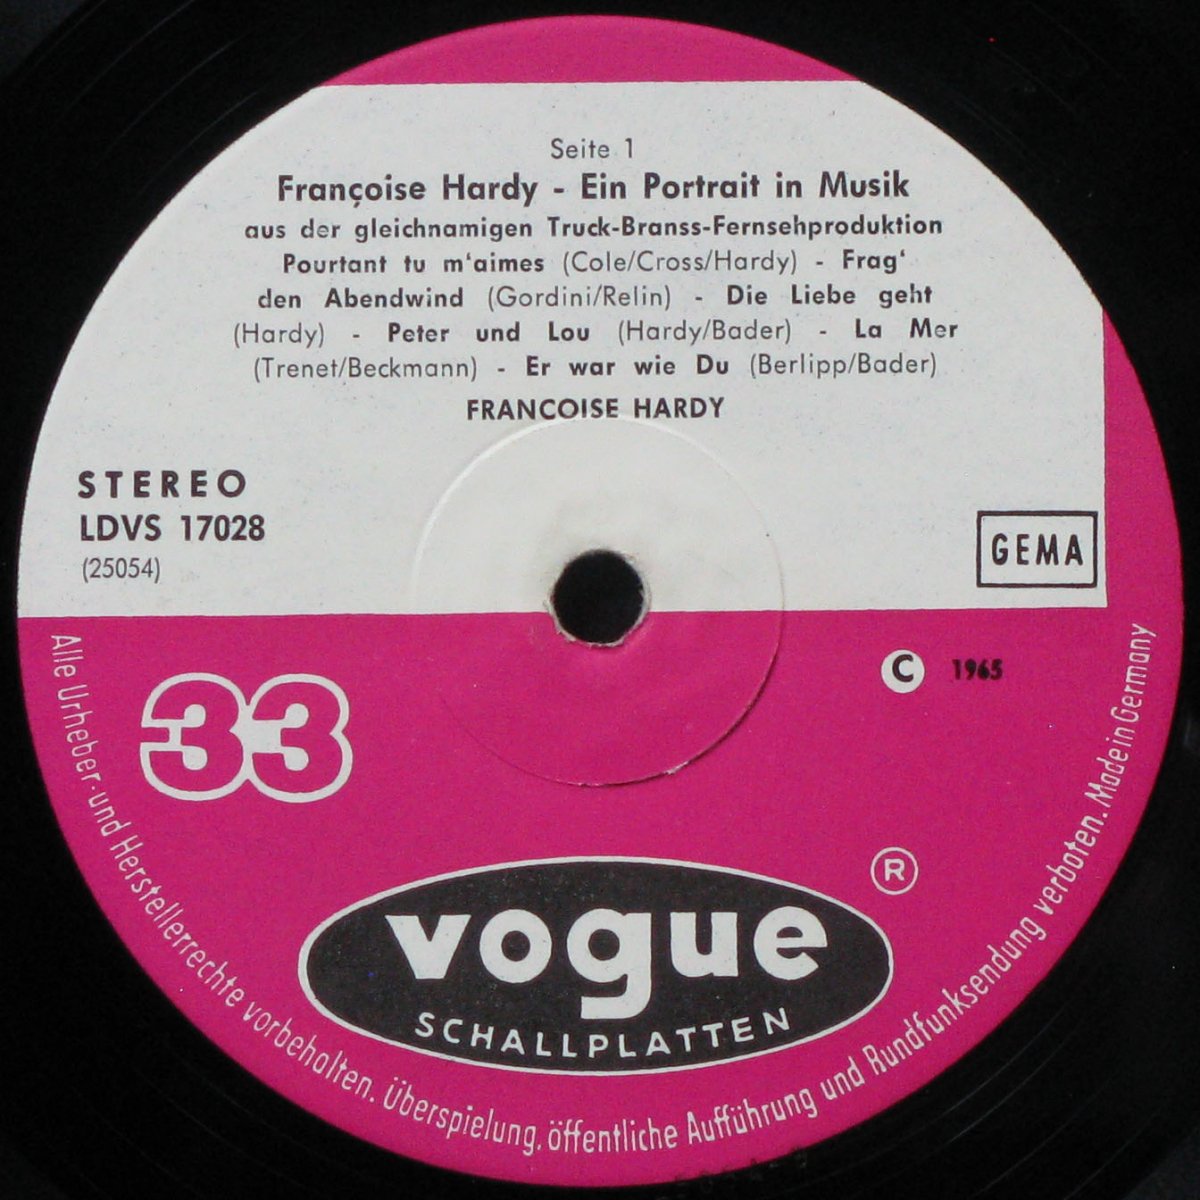 Seite 1
Françoise Hardy - Ein Portrait in Musik
aus der gleichnamigen Truck-Branss-Fernsehproduktion
Pourtant tu m'aimes (Cole/Cross/Hardy) - Frag'
den Abendwind (Gordini/Relin) - Die Liebe geht
(Hardy) - Peter und Lou (Hardy/Bader) - La Mer
(Trenet/Beckmann) - Er war wie Du (Berlipp/Bader)
FRANCOISE HARDY
STEREO
LDVS 17028
(25054)
GEMA
33
C 1965
R
vogue
SCHALLPLATTEN
Alle Urheber- und Herstellerrechte vorbehalten. Überspielung, öffentliche Aufführung und Rundfunksendung verboten. Made in Germany